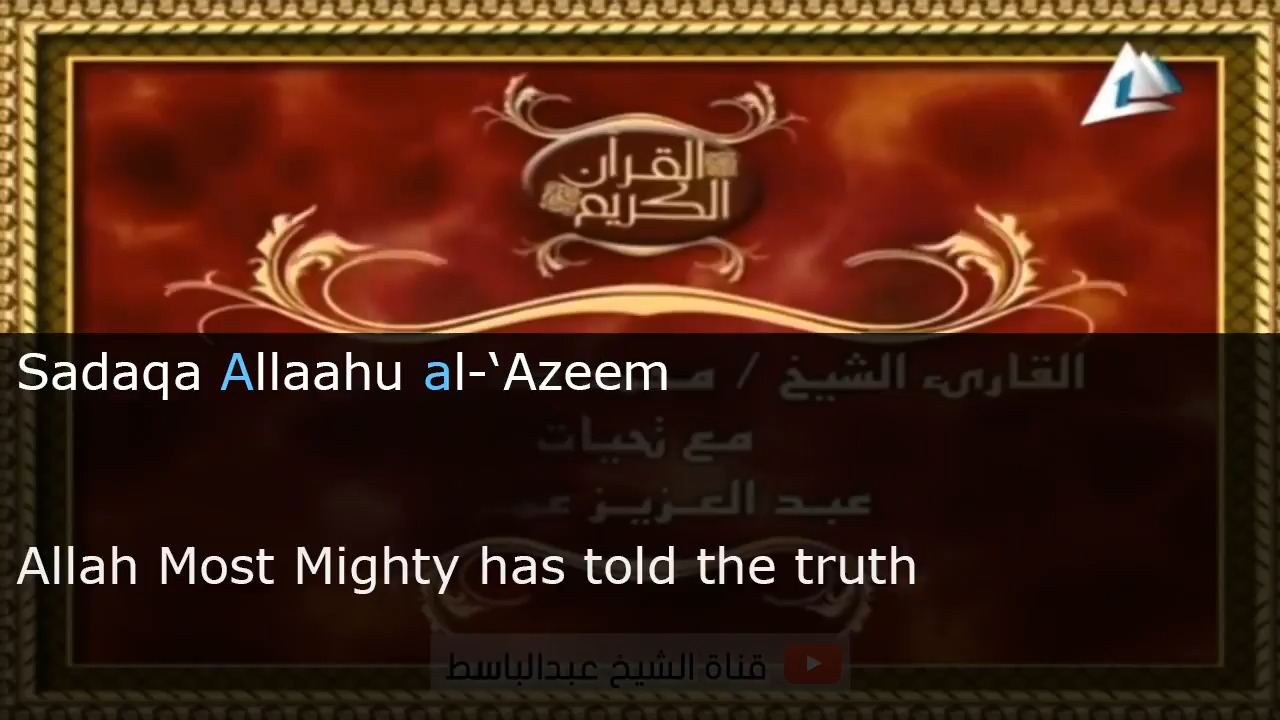 القرآن
الكريم
Sadaqa Allaahu al-‘Azeem
القارىء الشيخ /
مع تحيات
عبد العزيز
Allah Most Mighty has told the truth
قناة الشيخ عبدالباسط